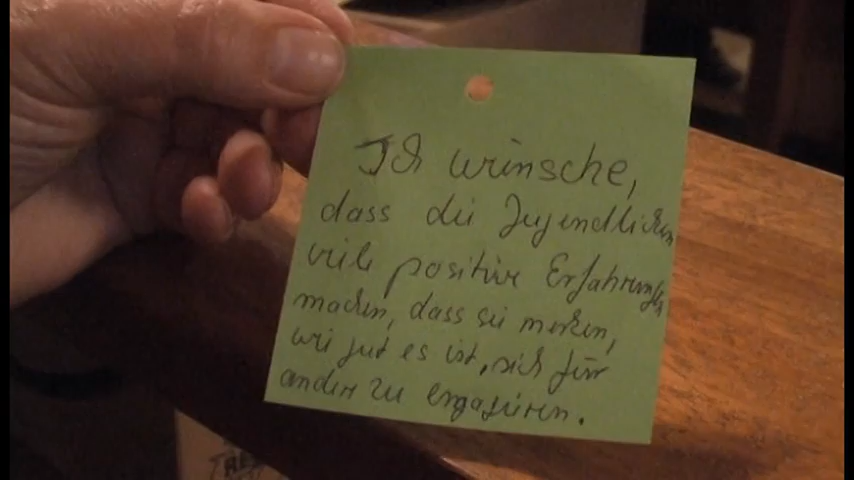 Ich wünsche,
dass die Jugendlichen
viele positive Erfahrungen
machen, dass sie merken,
wie gut es ist, sich für
andere zu engagieren.